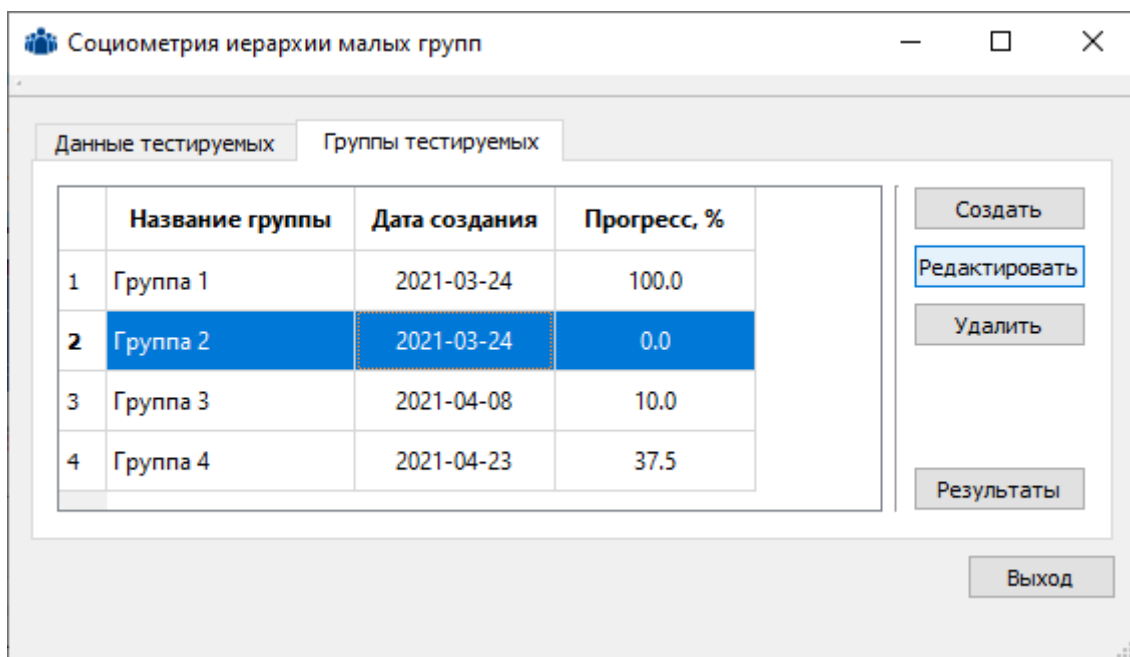 Социометрия иерархии малых групп
Данные тестируемых Группы тестируемых
Название группы Дата создания Прогресс, %
1 Группа 1 2021-03-24 100.0
2 Группа 2 2021-03-24 0.0
3 Группа 3 2021-04-08 10.0
4 Группа 4 2021-04-23 37.5
Создать
Редактировать
Удалить
Результаты
Выход